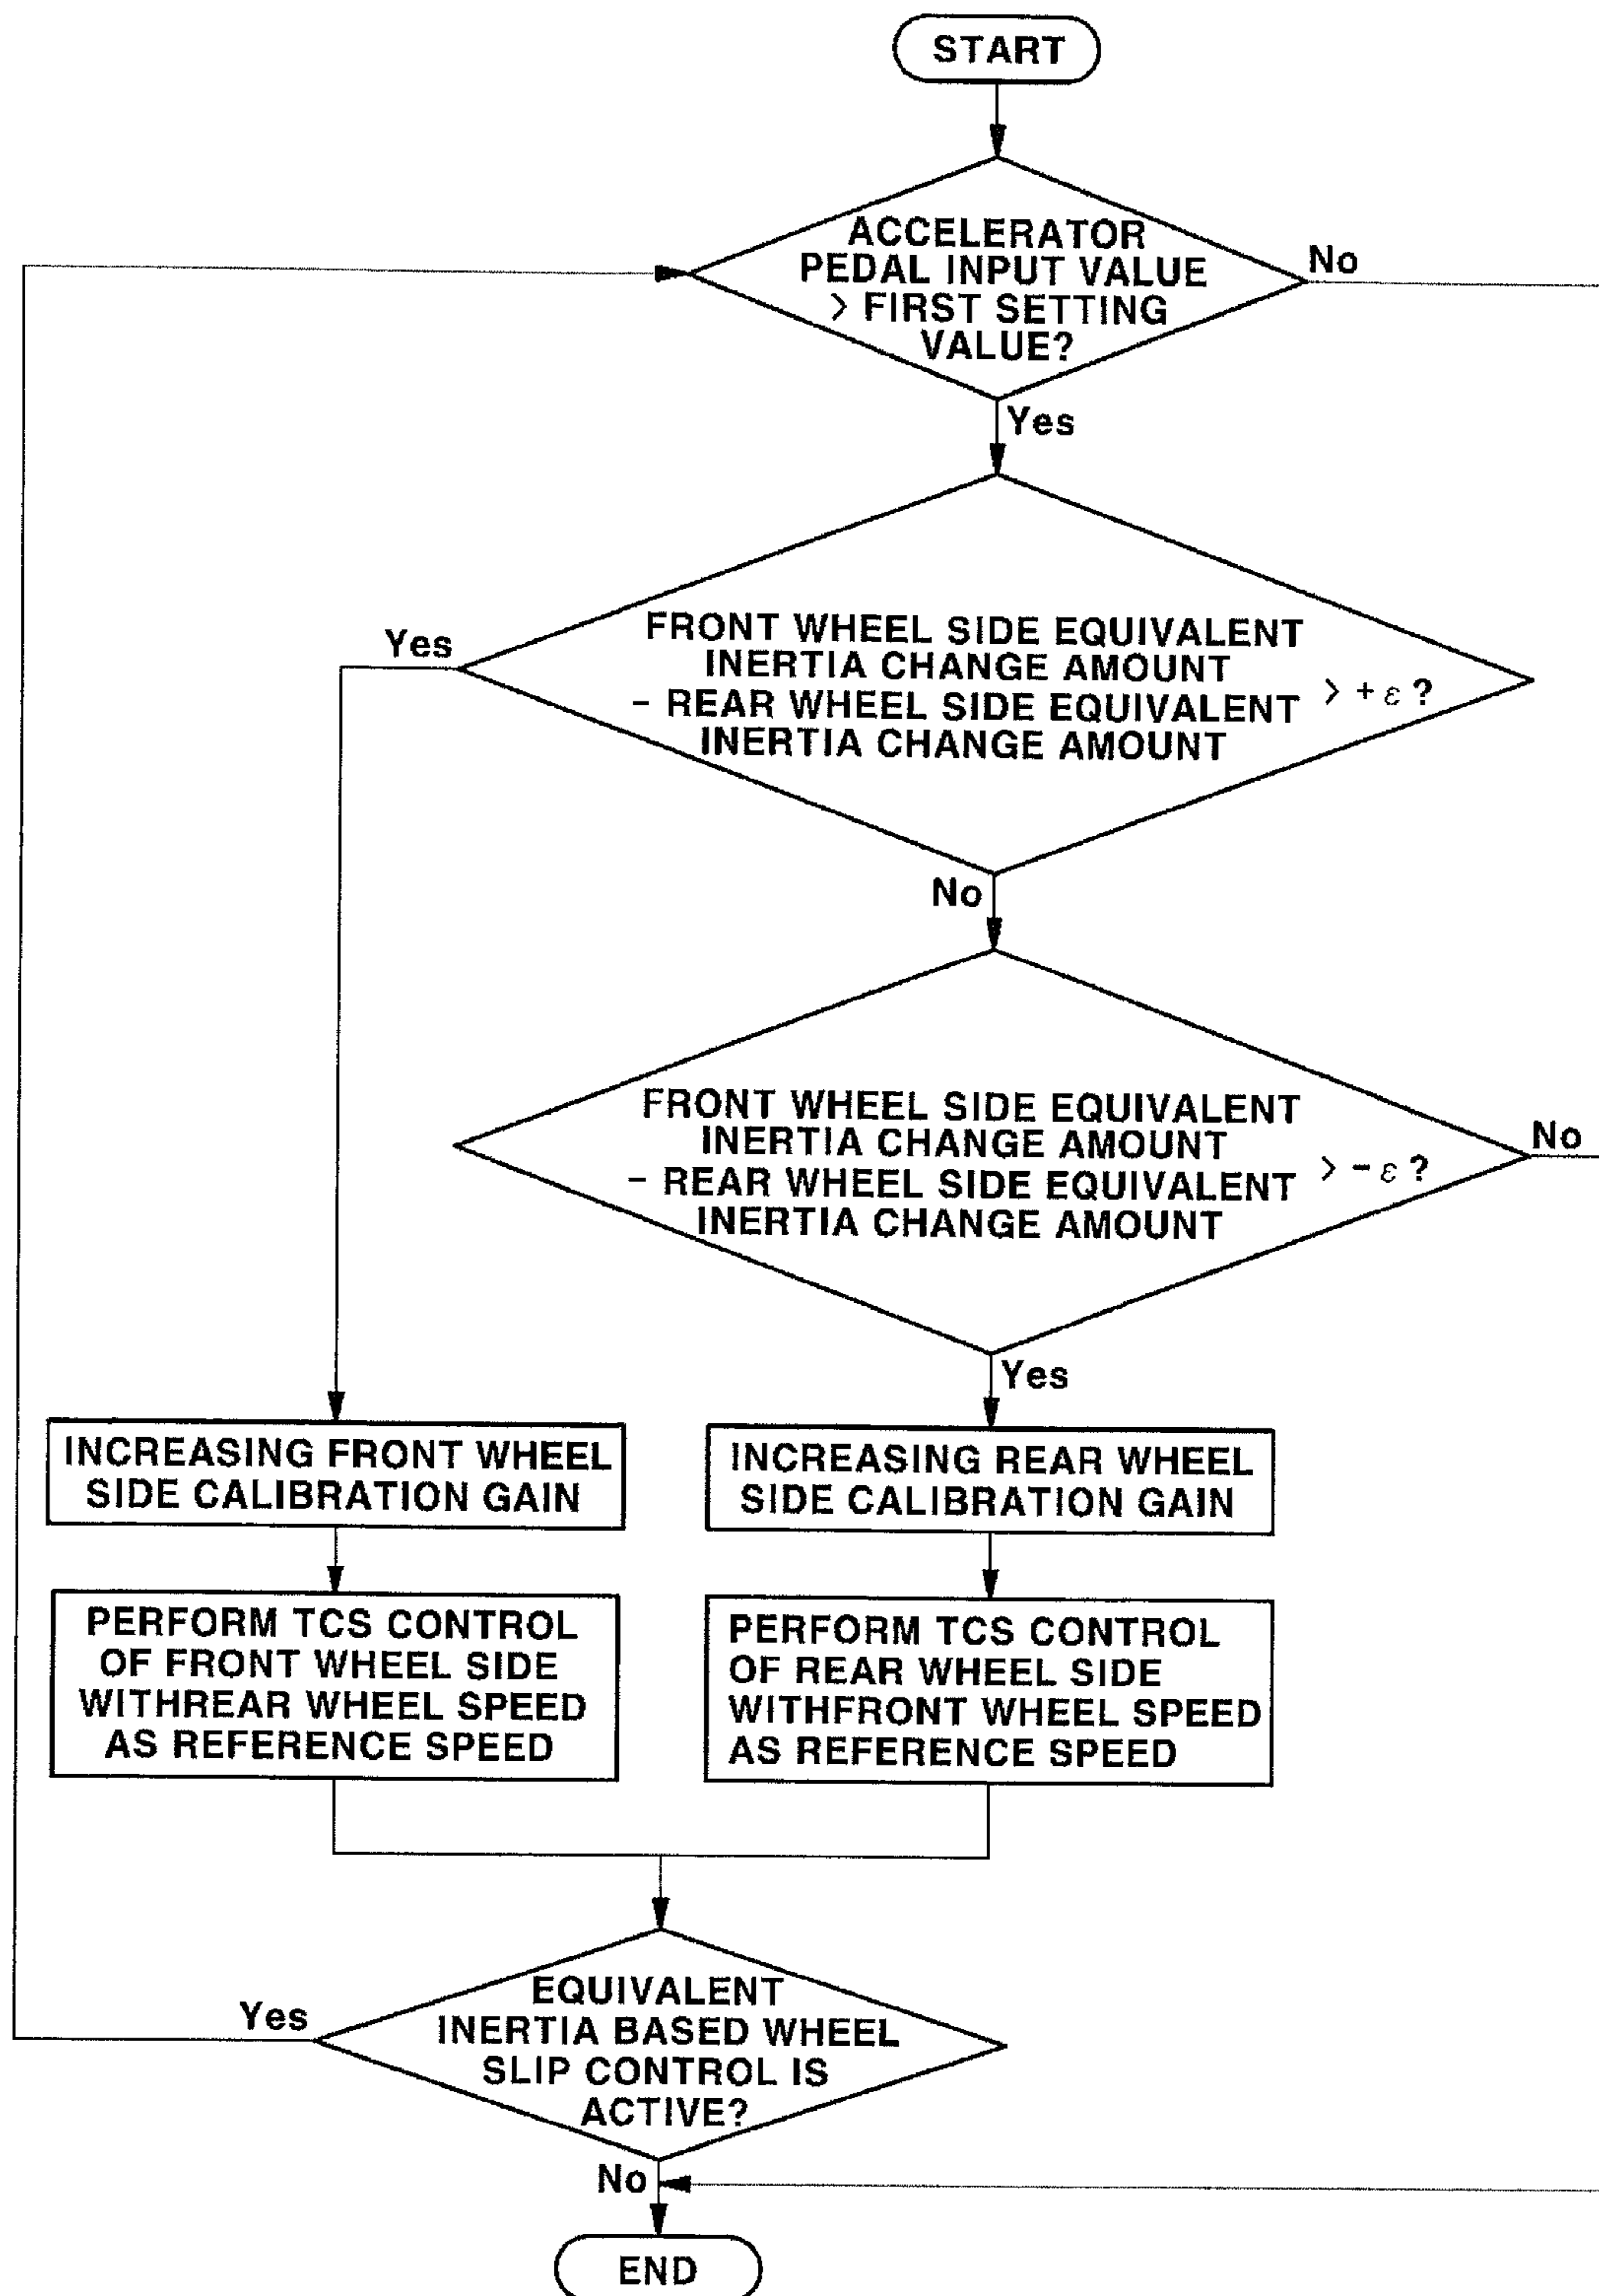 START
ACCELERATOR
PEDAL INPUT VALUE
> FIRST SETTING
VALUE?
No
Yes
FRONT WHEEL SIDE EQUIVALENT
INERTIA CHANGE AMOUNT
- REAR WHEEL SIDE EQUIVALENT
INERTIA CHANGE AMOUNT
> + ε ?
Yes
No
FRONT WHEEL SIDE EQUIVALENT
INERTIA CHANGE AMOUNT
- REAR WHEEL SIDE EQUIVALENT
INERTIA CHANGE AMOUNT
> - ε ?
No
Yes
INCREASING FRONT WHEEL
SIDE CALIBRATION GAIN
INCREASING REAR WHEEL
SIDE CALIBRATION GAIN
PERFORM TCS CONTROL
OF FRONT WHEEL SIDE
WITHREAR WHEEL SPEED
AS REFERENCE SPEED
PERFORM TCS CONTROL
OF REAR WHEEL SIDE
WITHFRONT WHEEL SPEED
AS REFERENCE SPEED
EQUIVALENT
INERTIA BASED WHEEL
SLIP CONTROL IS
ACTIVE?
Yes
No
END